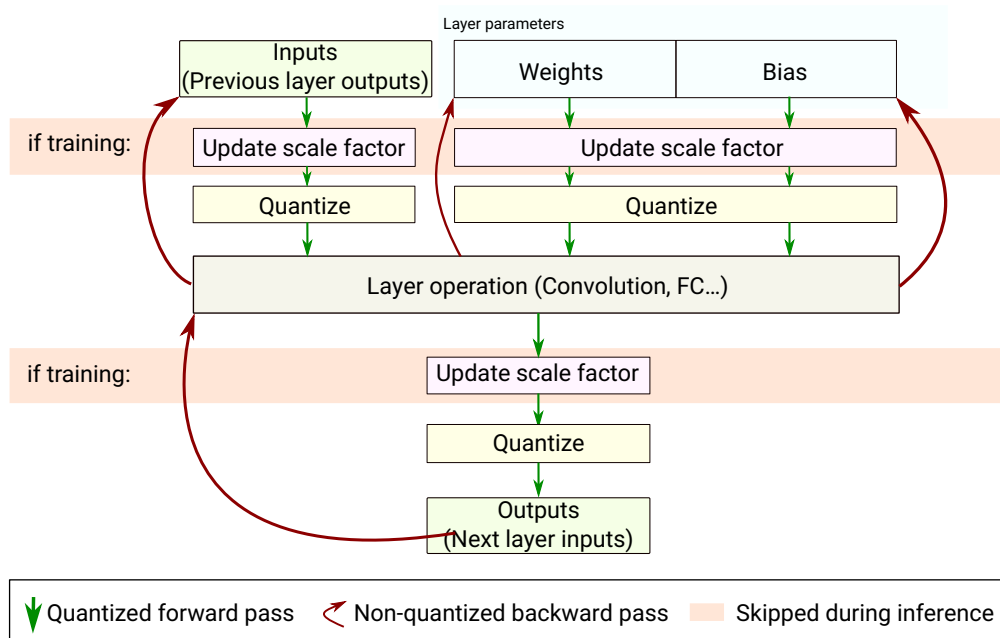 Layer parameters
Inputs
(Previous layer outputs)
Weights
Bias
if training:
Update scale factor
Update scale factor
Quantize
Quantize
Layer operation (Convolution, FC...)
if training:
Update scale factor
Quantize
Outputs
(Next layer inputs)
Quantized forward pass
Non-quantized backward pass
Skipped during inference